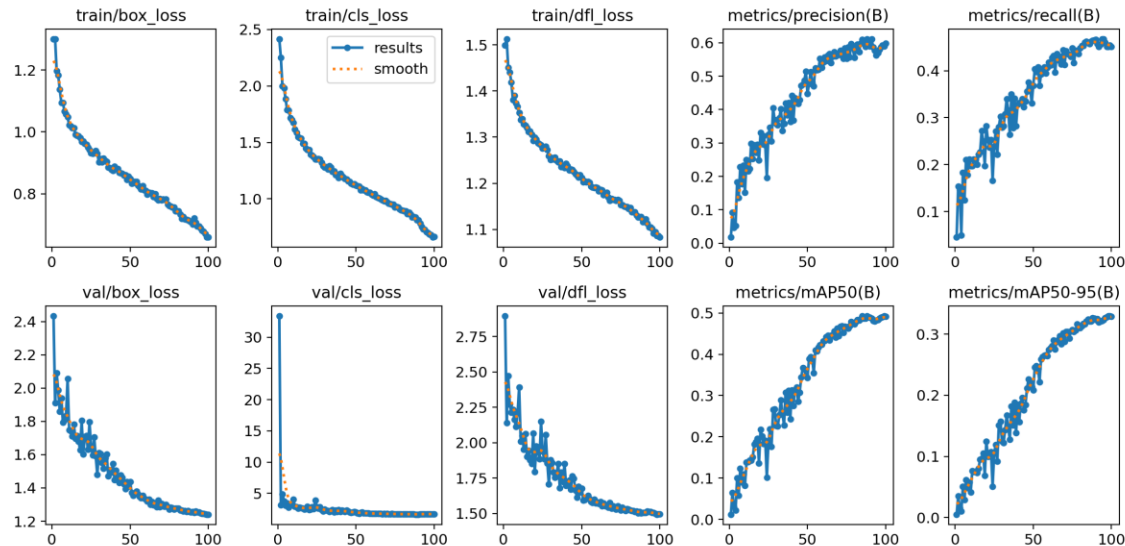 train/box_loss
train/cls_loss
train/dfl_loss
metrics/precision(B)
metrics/recall(B)
1.2
1.0
0.8
0 50 100
2.5
2.0
1.5
1.0
0 50 100
results
smooth
1.5
1.4
1.3
1.2
1.1
0 50 100
0.6
0.5
0.4
0.3
0.2
0.1
0.0
0 50 100
0.4
0.3
0.2
0.1
0 50 100
val/box_loss
val/cls_loss
val/dfl_loss
metrics/mAP50(B)
metrics/mAP50-95(B)
2.4
2.2
2.0
1.8
1.6
1.4
1.2
0 50 100
30
25
20
15
10
5
0 50 100
2.75
2.50
2.25
2.00
1.75
1.50
0 50 100
0.5
0.4
0.3
0.2
0.1
0.0
0 50 100
0.3
0.2
0.1
0.0
0 50 100